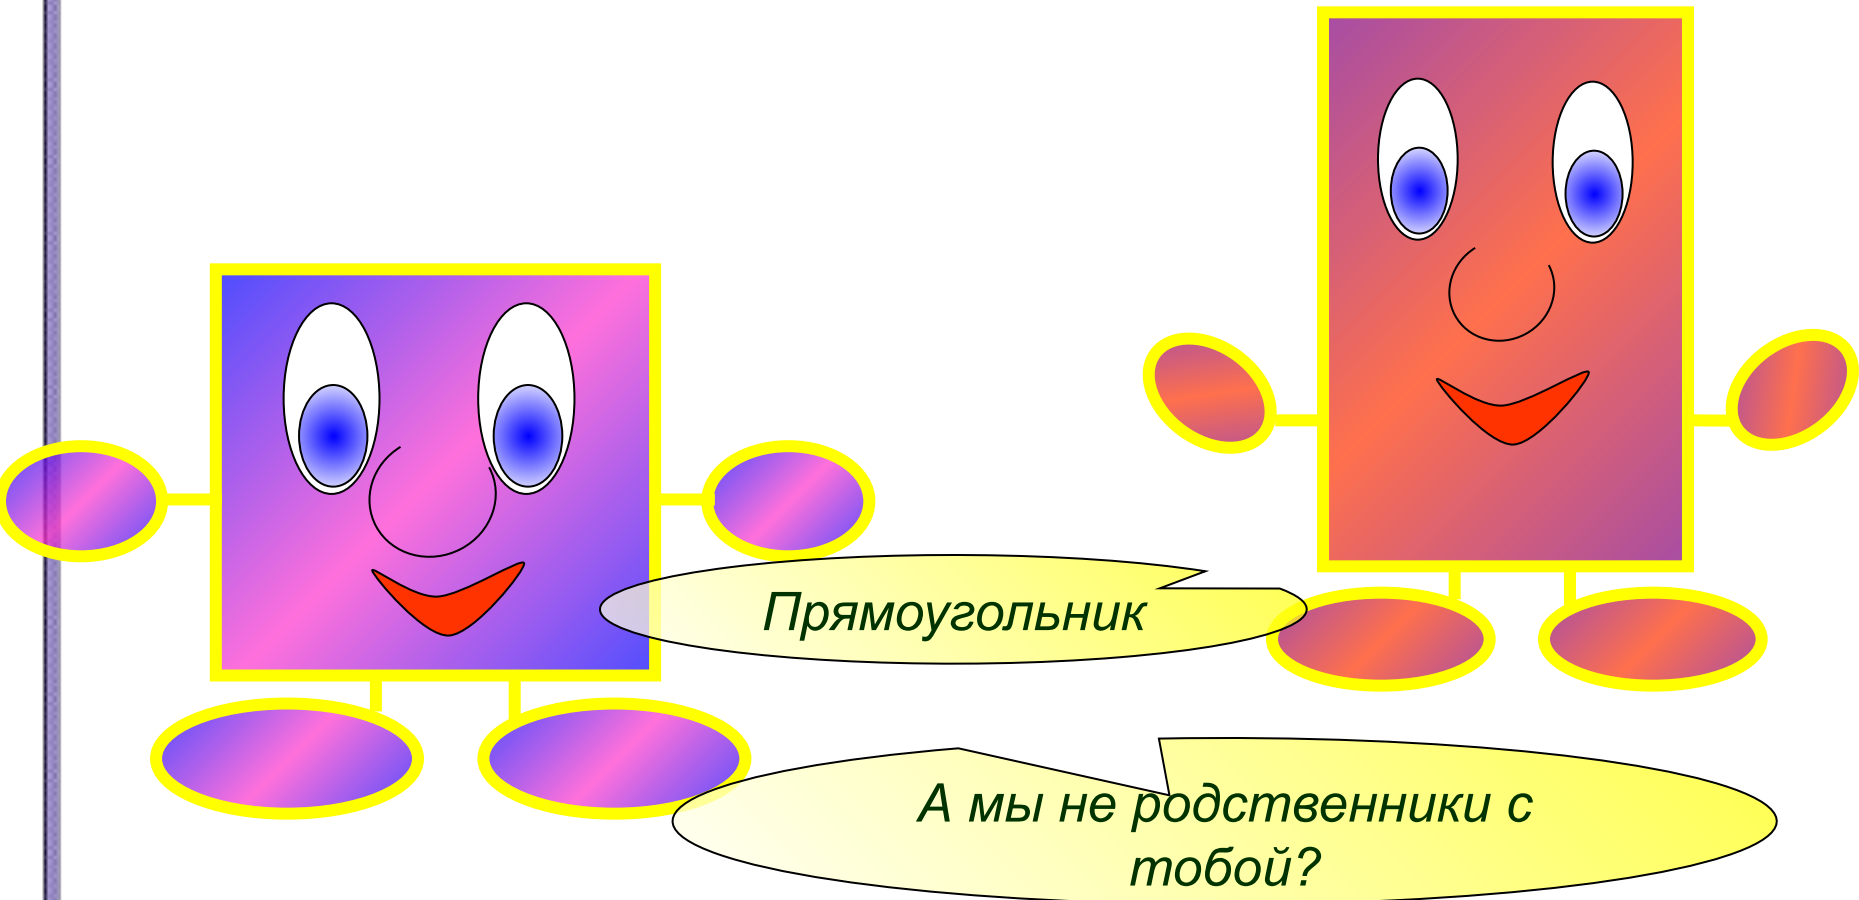 Прямоугольник
А мы не родственники с
тобой?